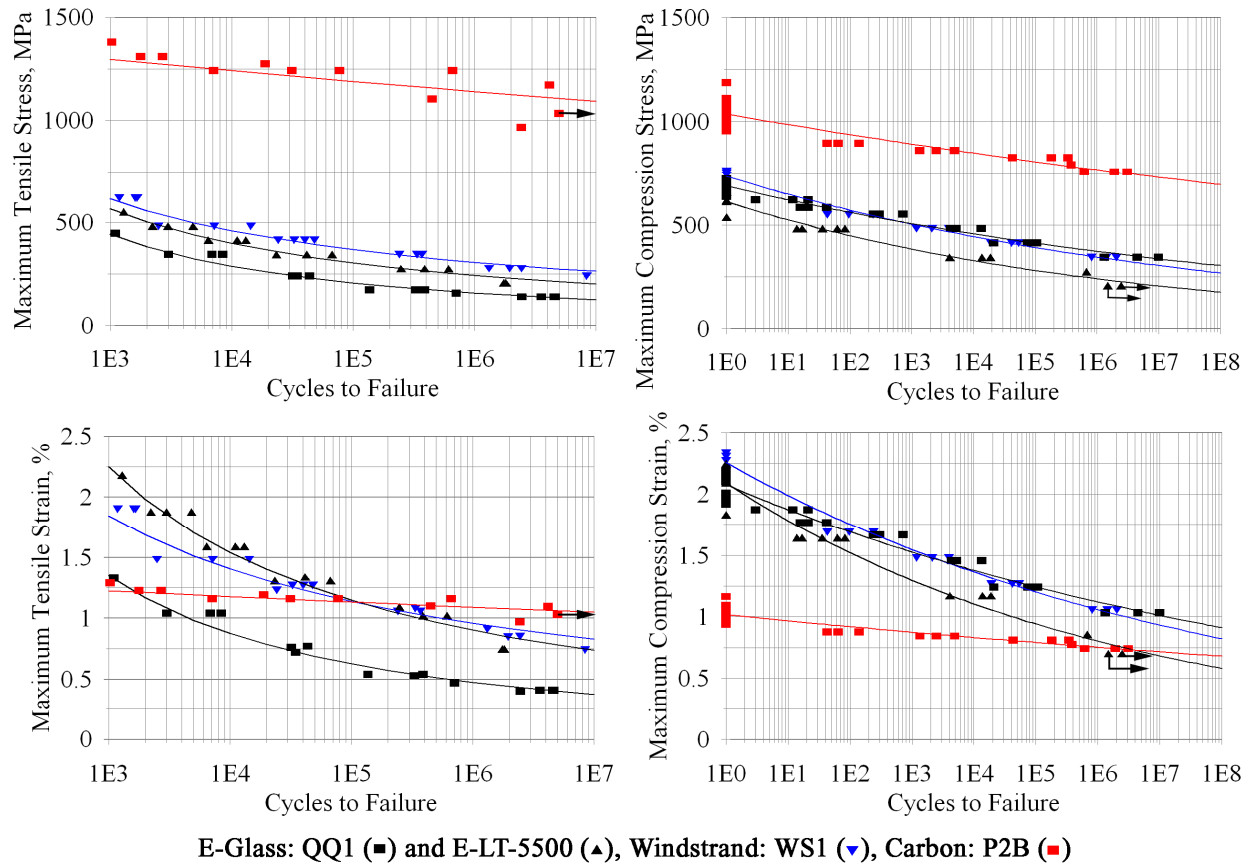 Maximum Tensile Stress, MPa
1500
1000
500
0
1E3 1E4 1E5 1E6 1E7
Cycles to Failure
Maximum Compression Stress, MPa
1500
1000
500
0
1E0 1E1 1E2 1E3 1E4 1E5 1E6 1E7 1E8
Cycles to Failure
Maximum Tensile Strain, %
2.5
2
1.5
1
0.5
0
1E3 1E4 1E5 1E6 1E7
Cycles to Failure
Maximum Compression Strain, %
2.5
2
1.5
1
0.5
0
1E0 1E1 1E2 1E3 1E4 1E5 1E6 1E7 1E8
Cycles to Failure
E-Glass: QQ1 (■) and E-LT-5500 (▲), Windstrand: WS1 (▼), Carbon: P2B (■)